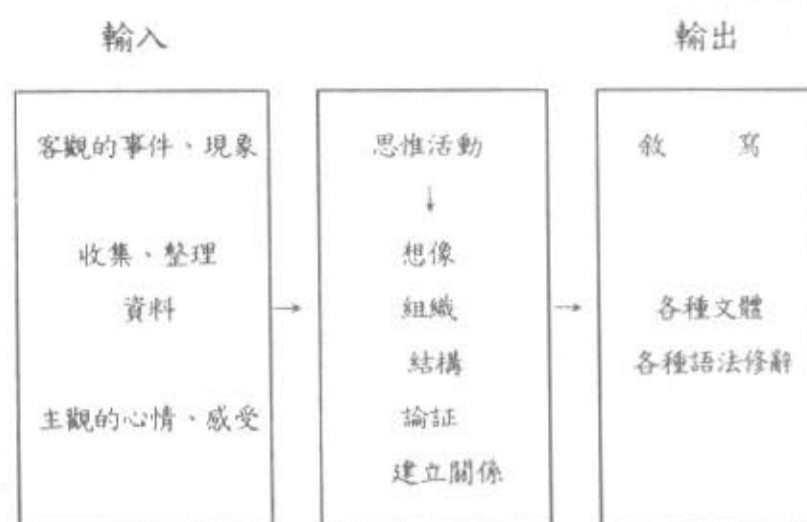 輸入
輸出
客觀的事件、現象
收集、整理
資料
→
主觀的心情、感受
思惟活動
↓
想像
組織
結構
論証
建立關係
→
敘 寫
各種文體
各種語法修辭